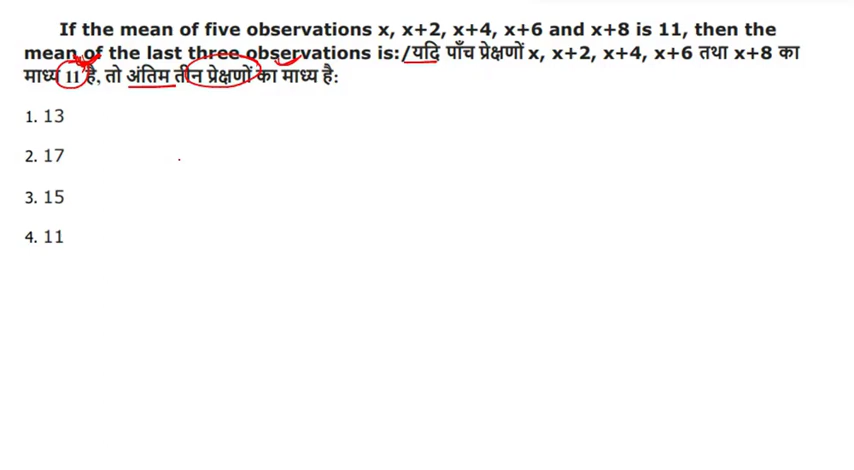 If the mean of five observations x, x+2, x+4, x+6 and x+8 is 11, then the
mean of the last three observations is:/यदि पाँच प्रेक्षणों x, x+2, x+4, x+6 तथा x+8 का
माध्य 11 है, तो अंतिम तीन प्रेक्षणों का माध्य है:
1. 13
2. 17
3. 15
4. 11